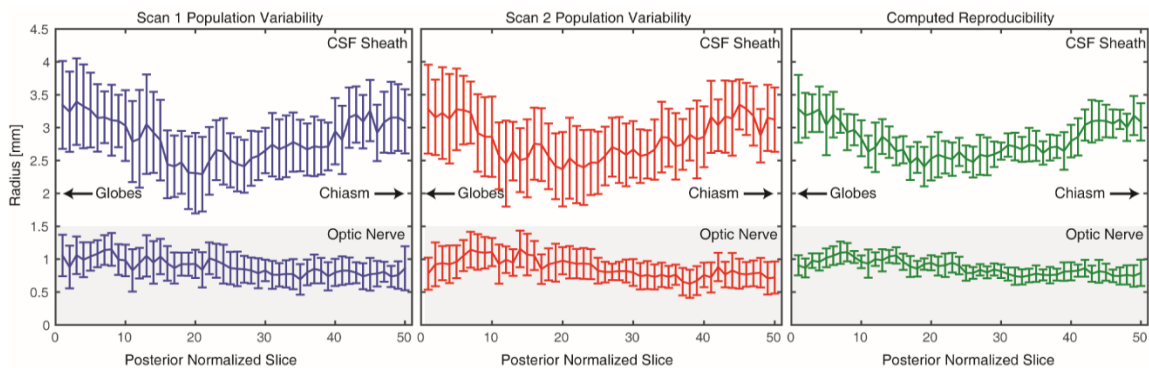 Scan 1 Population Variability
Scan 2 Population Variability
Computed Reproducibility
4.5
4
3.5
3
2.5
2
1.5
1
0.5
0
Radius [mm]
CSF Sheath
CSF Sheath
CSF Sheath
Globes
Chiasm
Globes
Chiasm
Globes
Chiasm
Optic Nerve
Optic Nerve
Optic Nerve
10 20 30 40 50
10 20 30 40 50
10 20 30 40 50
Posterior Normalized Slice
Posterior Normalized Slice
Posterior Normalized Slice